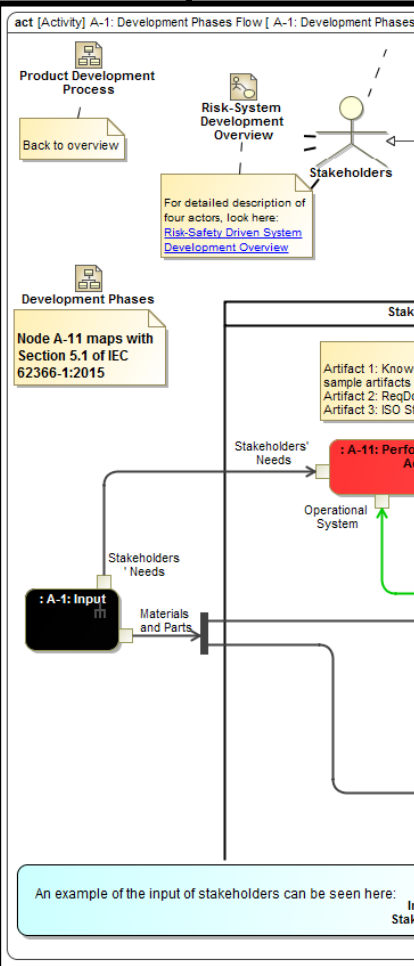 act [Activity] A-1: Development Phases Flow [ A-1: Development Phases
Product Development
Process
Back to overview
Risk-System
Development
Overview
Stakeholders
For detailed description of
four actors, look here:
Risk-Safety Driven System
Development Overview
Development Phases
Node A-11 maps with
Section 5.1 of IEC
62366-1:2015
Stak
Artifact 1: Know
sample artifacts
Artifact 2: ReqDo
Artifact 3: ISO St
Stakeholders'
Needs
: A-11: Perfo
Ac
Operational
System
Stakeholders
' Needs
: A-1: Input
Materials
and Parts
An example of the input of stakeholders can be seen here:
In
Stak